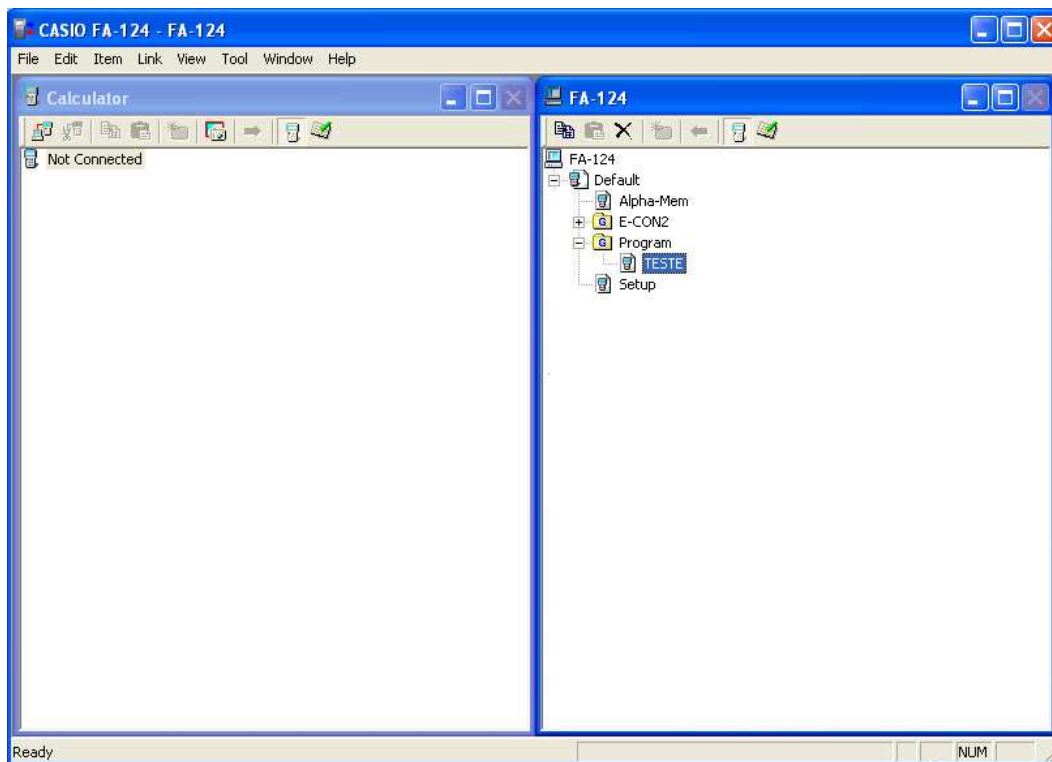 CASIO FA-124 - FA-124
File Edit Item Link View Tool Window Help
Calculator
Not Connected
FA-124
FA-124
Default
Alpha-Mem
E-CON2
Program
TESTE
Setup
Ready
NUM